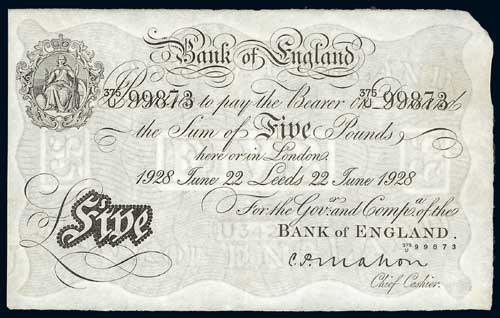 Bank of England
375/U 99873 to pay the Bearer on 375/U 99873
the Sum of Five Pounds
here or in London
1928 June 22 Leeds 22 June 1928
For the Govr. and Compa. of the
BANK of ENGLAND.
375/U 99873
Five
C.P. Mahon
Chief Cashier.